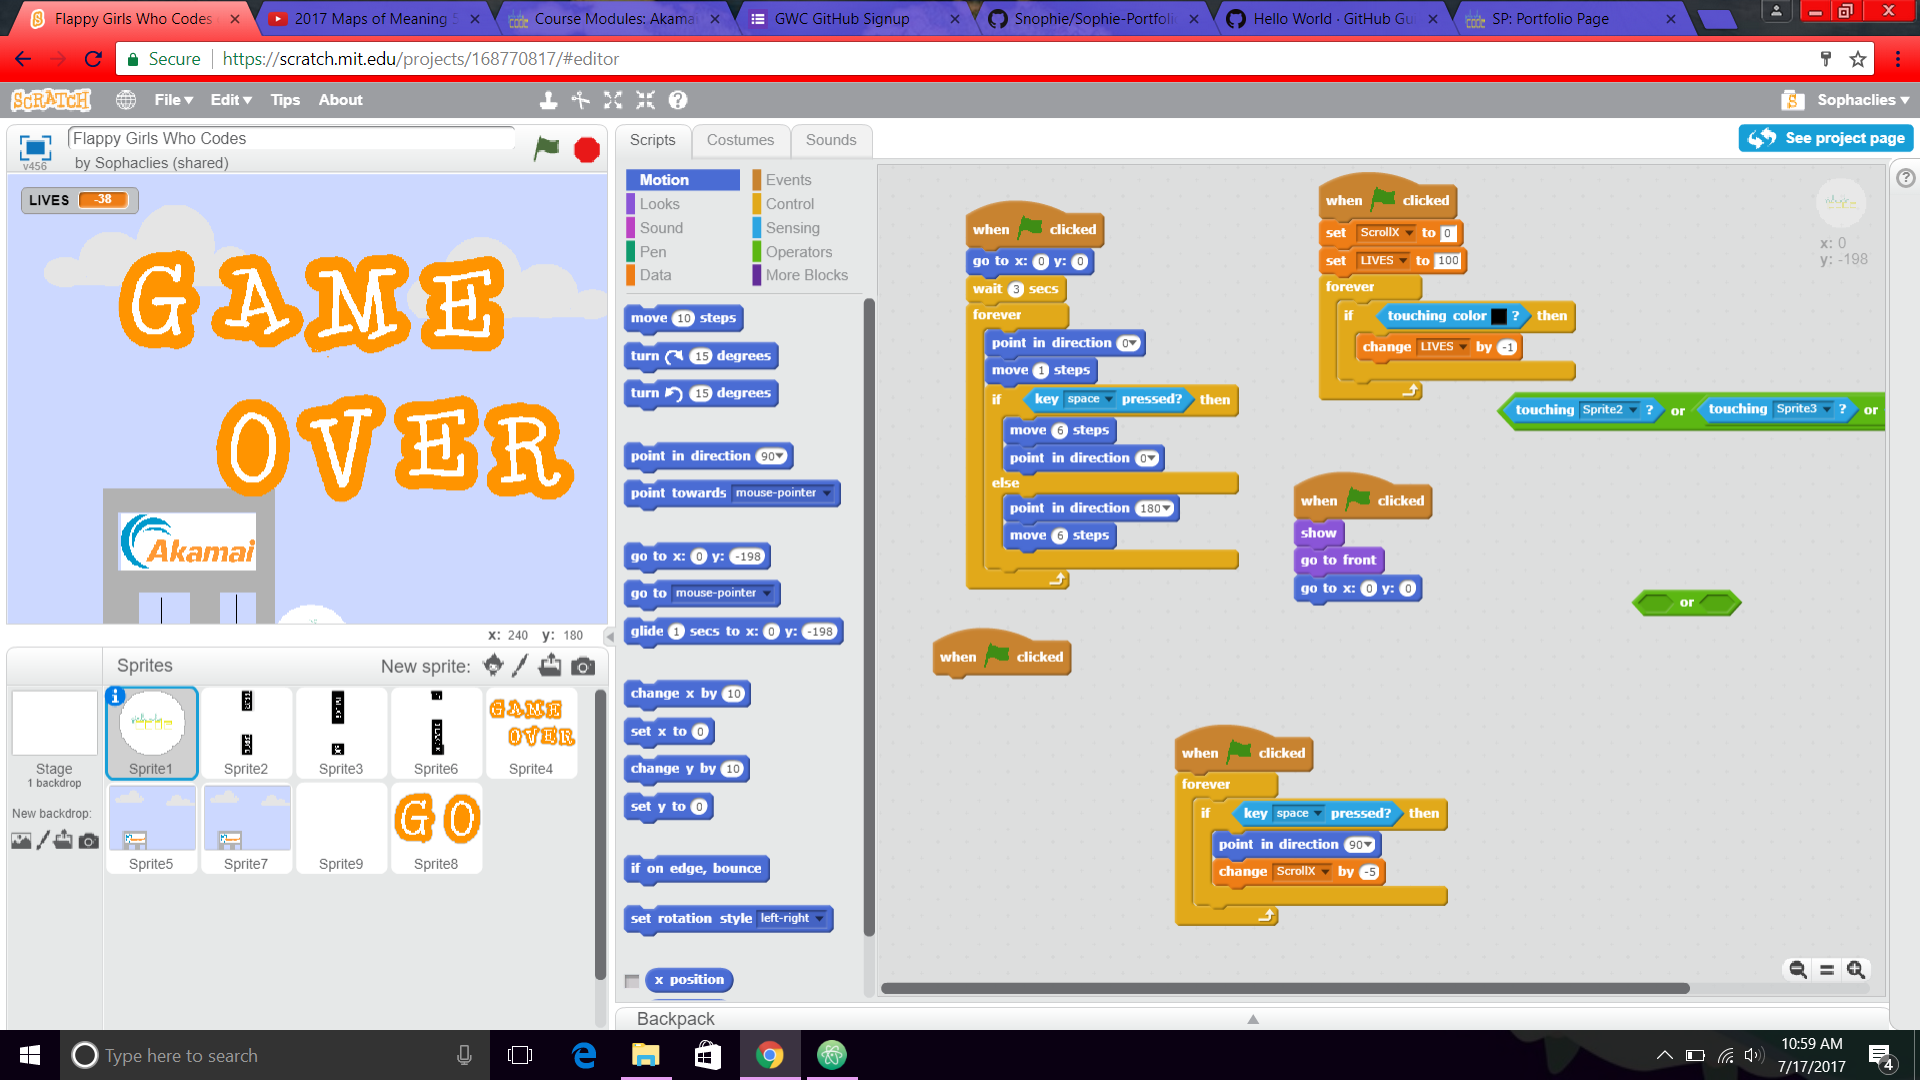 Flappy Girls Who Codes
2017 Maps of Meaning
Course Modules: Akamai
GWC GitHub Signup
Snophie/Sophie-Portfolio
Hello World · GitHub Gu
SP: Portfolio Page
Secure
https://scratch.mit.edu/projects/168770817/#editor
SCRATCH
File
Edit
Tips
About
Sophaclies
v456
Flappy Girls Who Codes
by Sophaclies (shared)
Scripts
Costumes
Sounds
See project page
LIVES -38
GAME
OVER
Akamai
x: 240 y: 180
Motion
Looks
Sound
Pen
Data
Events
Control
Sensing
Operators
More Blocks
move 10 steps
turn 15 degrees
turn 15 degrees
point in direction 90
point towards mouse-pointer
go to x: 0 y: -198
go to mouse-pointer
glide 1 secs to x: 0 y: -198
change x by 10
set x to 0
change y by 10
set y to 0
if on edge, bounce
set rotation style left-right
x position
when clicked
go to x: 0 y: 0
wait 3 secs
forever
point in direction 0
move 1 steps
if key space pressed? then
move 6 steps
point in direction 0
else
point in direction 180
move 6 steps
when clicked
set ScrollX to 0
set LIVES to 100
forever
if touching color ? then
change LIVES by -1
touching Sprite2 ? or touching Sprite3 ? or
x: 0
y: -198
when clicked
show
go to front
go to x: 0 y: 0
or
when clicked
when clicked
forever
if key space pressed? then
point in direction 90
change ScrollX by -5
Sprites
New sprite:
Stage
1 backdrop
New backdrop:
Sprite1
Sprite2
Sprite3
Sprite6
GAME
OVER
Sprite4
Sprite5
Sprite7
Sprite9
GO
Sprite8
Backpack
Type here to search
10:59 AM
7/17/2017
4